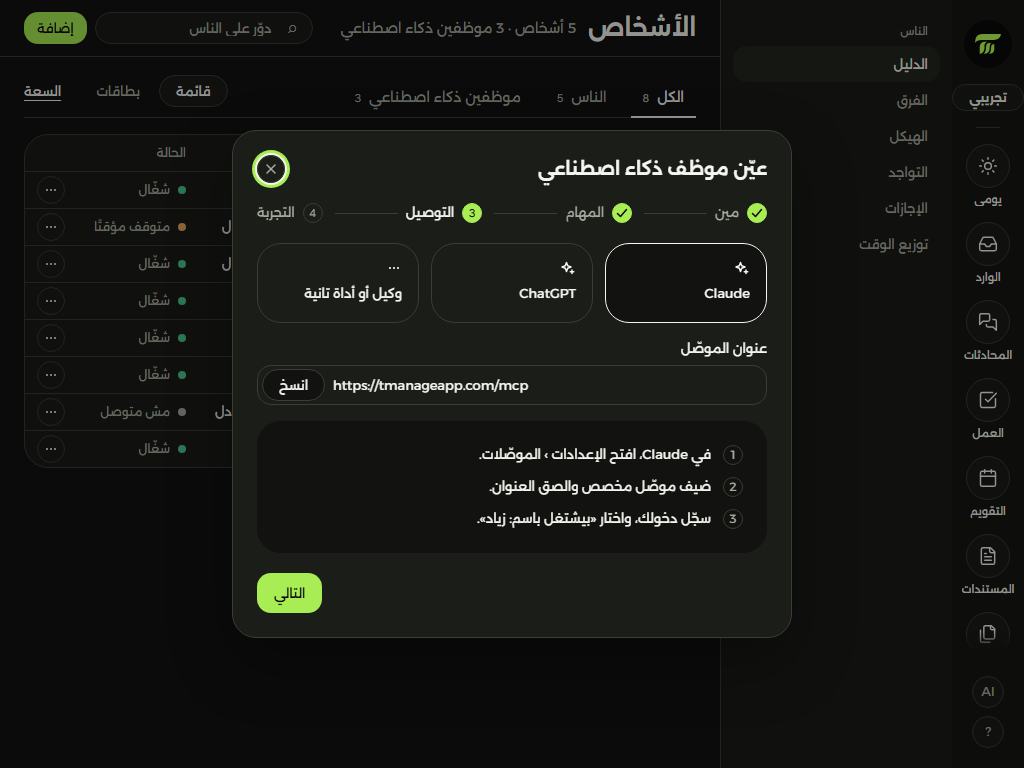 تجريبي
يومي
الوارد
المحادثات
العمل
التقويم
المستندات
AI
?
الناس
الدليل
الفرق
الهيكل
التواجد
الإجازات
توزيع الوقت
الأشخاص
5 أشخاص · 3 موظفين ذكاء اصطناعي
دوّر على الناس
إضافة
الكل 8
الناس 5
موظفين ذكاء اصطناعي 3
قائمة
بطاقات
السعة
الحالة
شغّال
متوقف مؤقتًا
شغّال
شغّال
شغّال
شغّال
مش متوصل
شغّال
عيّن موظف ذكاء اصطناعي
مين
المهام
3 التوصيل
4 التجربة
Claude
ChatGPT
وكيل أو أداة تانية
عنوان الموصّل
https://tmanageapp.com/mcp
انسخ
1 في Claude، افتح الإعدادات › الموصّلات.
2 ضيف موصّل مخصص والصق العنوان.
3 سجّل دخولك، واختار «بيشتغل باسم: زياد».
التالي